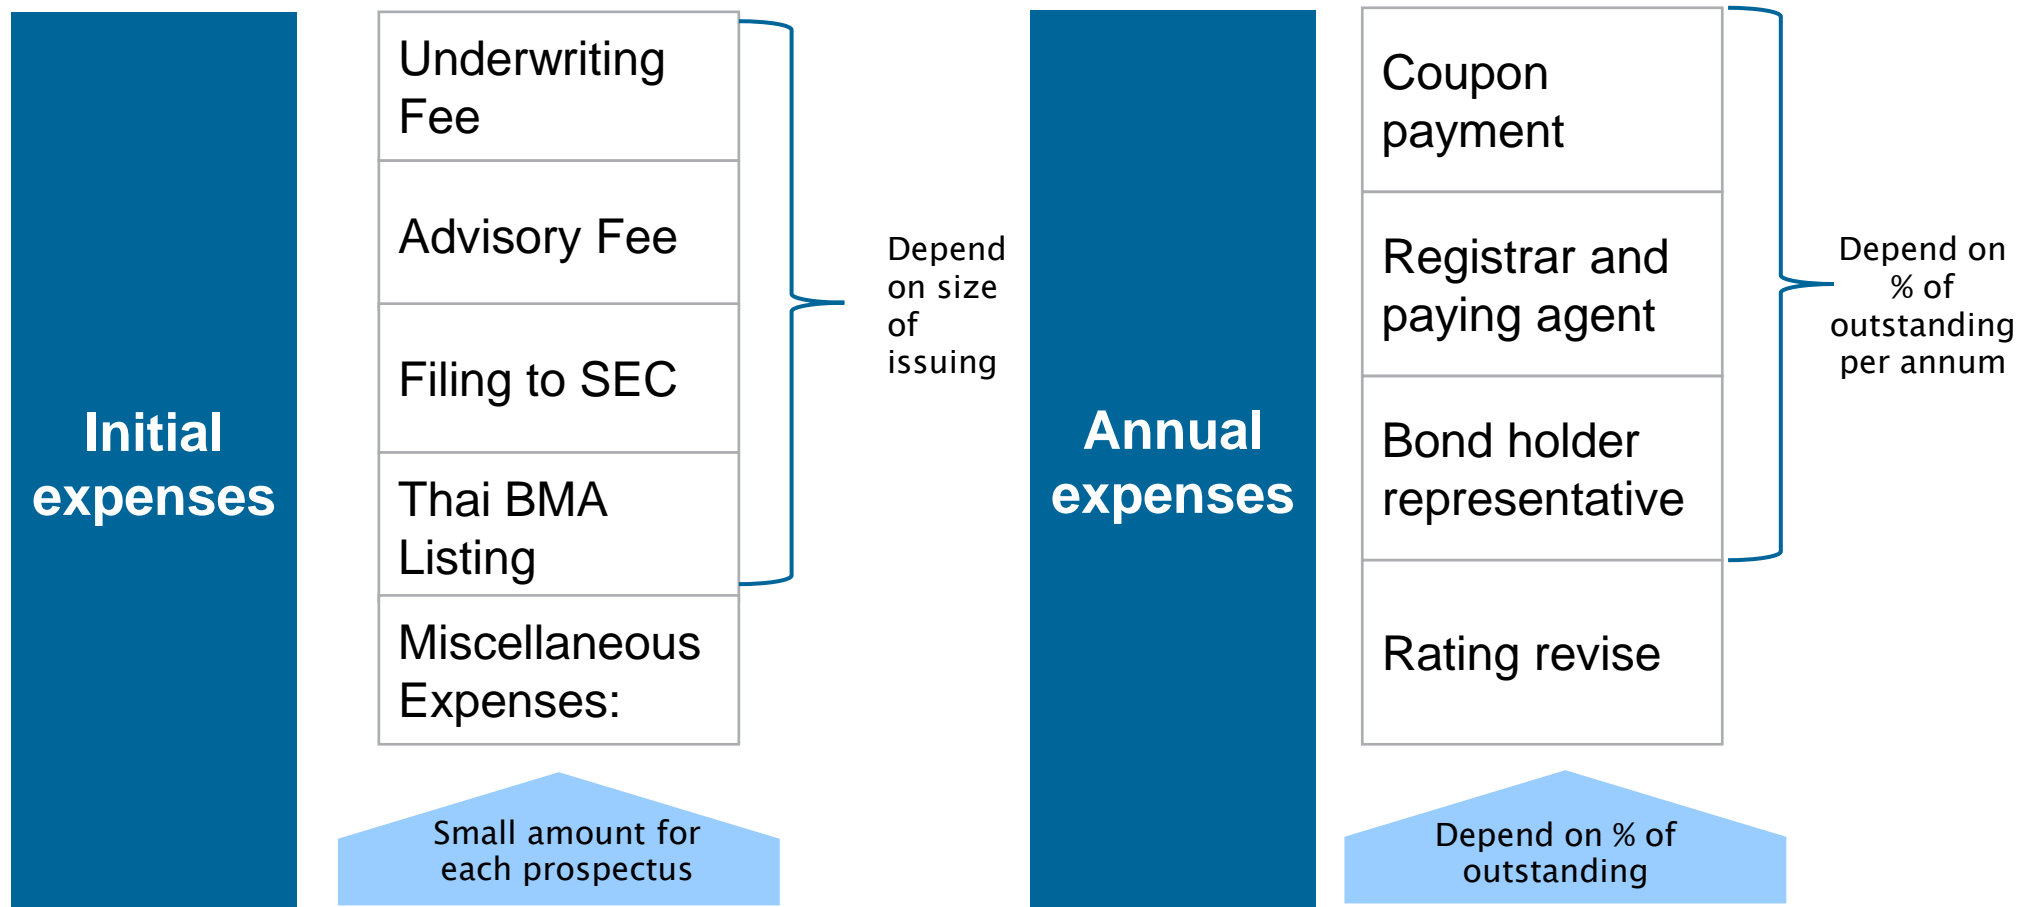 Initial
expenses
Underwriting
Fee
Advisory Fee
Filing to SEC
Thai BMA
Listing
Miscellaneous
Expenses:
Depend
on size
of
issuing
Small amount for
each prospectus
Annual
expenses
Coupon
payment
Registrar and
paying agent
Bond holder
representative
Rating revise
Depend on
% of
outstanding
per annum
Depend on % of
outstanding